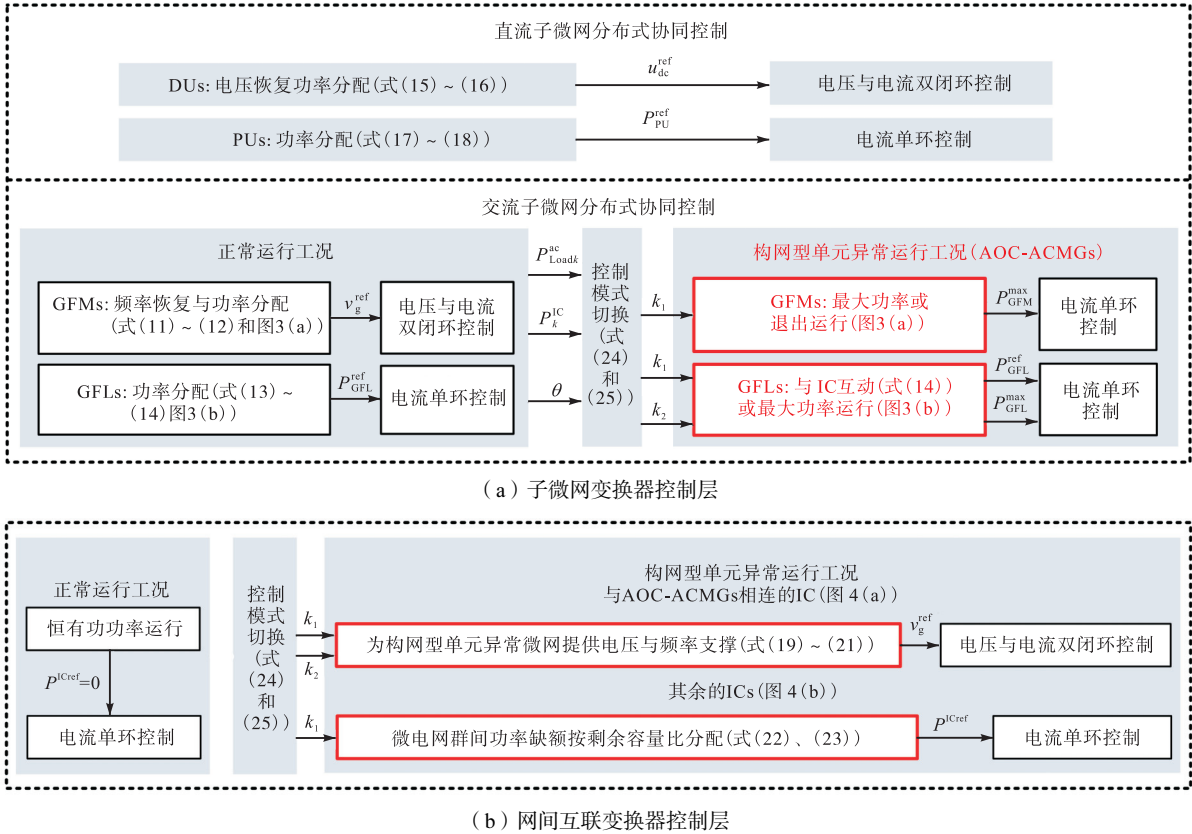 直流子微网分布式协同控制
DUs: 电压恢复功率分配(式(15)~(16))
u_dc^ref
电压与电流双闭环控制
PUs: 功率分配(式(17)~(18))
P_PU^ref
电流单环控制
交流子微网分布式协同控制
正常运行工况
GFMs: 频率恢复与功率分配
(式(11)~(12)和图3(a))
v_g^ref
电压与电流
双闭环控制
GFLs: 功率分配(式(13)~
(14)图3(b))
P_GFL^ref
电流单环控制
P_Loadk^ac
P_k^IC
θ
控制
模式
切换
(式
(24)
和
(25))
k_1
k_1
k_2
构网型单元异常运行工况(AOC-ACMGs)
GFMs: 最大功率或
退出运行(图3(a))
P_GFM^max
电流单环
控制
GFLs: 与IC互动(式(14))
或最大功率运行(图3(b))
P_GFL^ref
P_GFL^max
电流单环
控制
(a)子微网变换器控制层
正常运行工况
恒有功功率运行
P^ICref=0
电流单环控制
控制
模式
切换
(式
(24)
和
(25))
k_1
k_2
k_1
构网型单元异常运行工况
与AOC-ACMGs相连的IC(图4(a))
为构网型单元异常微网提供电压与频率支撑(式(19)~(21))
v_g^ref
电压与电流双闭环控制
其余的ICs(图4(b))
微电网群间功率缺额按剩余容量比分配(式(22)、(23))
P^ICref
电流单环控制
(b)网间互联变换器控制层